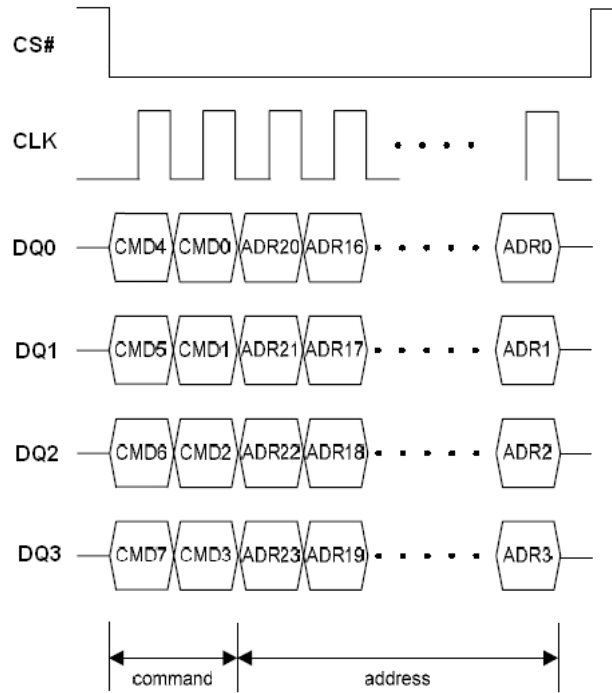 CS#
CLK
DQ0 CMD4 CMD0 ADR20 ADR16 ADR0
DQ1 CMD5 CMD1 ADR21 ADR17 ADR1
DQ2 CMD6 CMD2 ADR22 ADR18 ADR2
DQ3 CMD7 CMD3 ADR23 ADR19 ADR3
command address